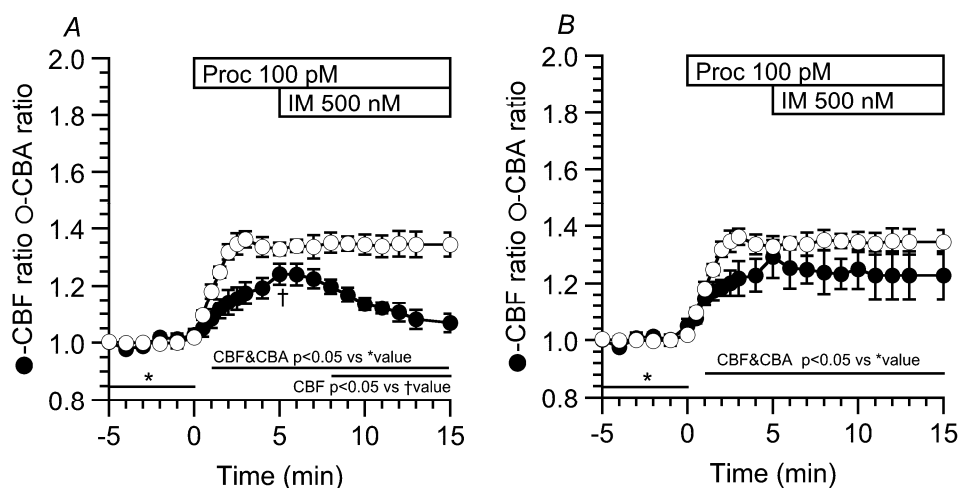 A
2.0
1.8
1.6
1.4
1.2
1.0
0.8
●-CBF ratio O-CBA ratio
Proc 100 pM
IM 500 nM
†
CBF&CBA p<0.05 vs *value
*
CBF p<0.05 vs †value
-5 0 5 10 15
Time (min)
B
2.0
1.8
1.6
1.4
1.2
1.0
0.8
●-CBF ratio O-CBA ratio
Proc 100 pM
IM 500 nM
CBF&CBA p<0.05 vs *value
*
-5 0 5 10 15
Time (min)